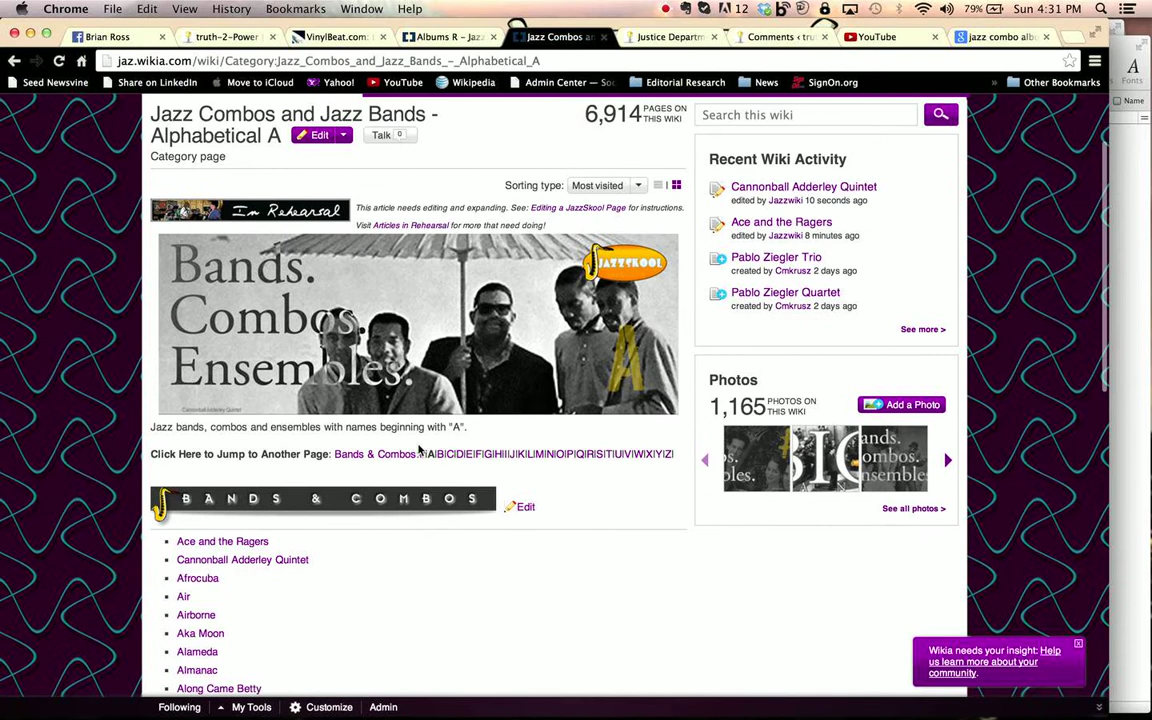 Chrome File Edit View History Bookmarks Window Help 12 79% Sun 4:31 PM
Brian Ross truth-2-Power VinylBeat.com: Albums R – Jazz Jazz Combos an Justice Departm Comments ‹ tru YouTube jazz combo alb
jaz.wikia.com/wiki/Category:Jazz_Combos_and_Jazz_Bands_-_Alphabetical_A
Seed Newsvine Share on LinkedIn Move to iCloud Yahoo! YouTube Wikipedia Admin Center — Editorial Research News SignOn.org » Other Bookmarks
Fonts
Name
Jazz Combos and Jazz Bands -
Alphabetical A Edit Talk 0
Category page
6,914 PAGES ON
THIS WIKI
Sorting type: Most visited
In Rehearsal
This article needs editing and expanding. See: Editing a JazzSkool Page for instructions.
Visit Articles in Rehearsal for more that need doing!
Bands.
Combos.
Ensembles.
JAZZSKOOL
A
Cannonball Adderley Quintet
Jazz bands, combos and ensembles with names beginning with "A".
Click Here to Jump to Another Page: Bands & Combos: A|B|C|D|E|F|G|H|I|J|K|L|M|N|O|P|Q|R|S|T|U|V|W|X|Y|Z|
BANDS & COMBOS Edit
Ace and the Ragers
Cannonball Adderley Quintet
Afrocuba
Air
Airborne
Aka Moon
Alameda
Almanac
Along Came Betty
Search this wiki
Recent Wiki Activity
Cannonball Adderley Quintet
edited by Jazzwiki 10 seconds ago
Ace and the Ragers
edited by Jazzwiki 8 minutes ago
Pablo Ziegler Trio
created by Cmkrusz 2 days ago
Pablo Ziegler Quartet
created by Cmkrusz 2 days ago
See more >
Photos
1,165 PHOTOS ON
THIS WIKI
Add a Photo
See all photos >
Wikia needs your insight: Help
us learn more about your
community.
Following My Tools Customize Admin